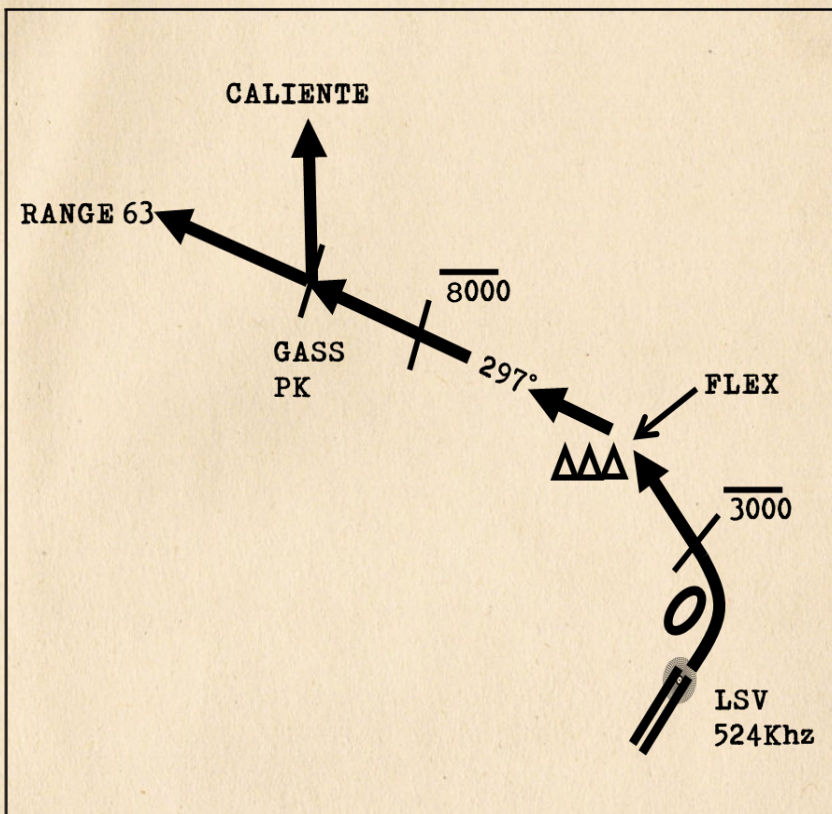 CALIENTE
RANGE 63
8000
GASS
PK
297°
FLEX
3000
LSV
524Khz